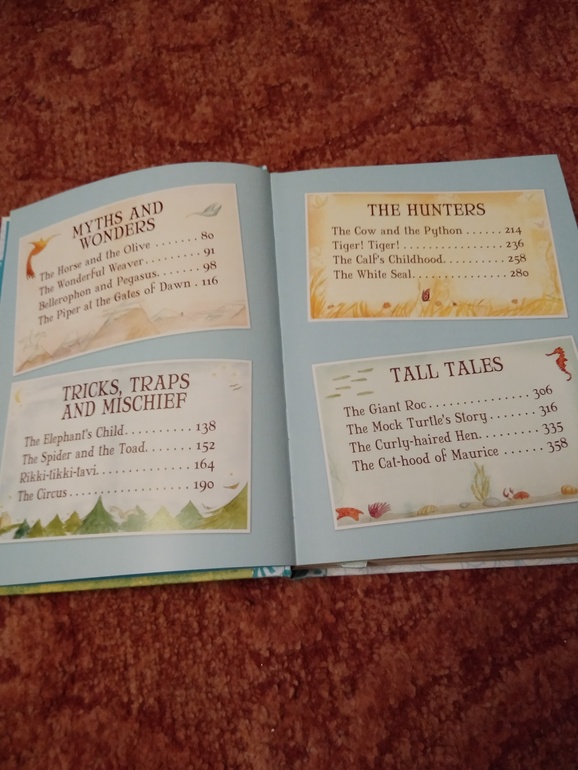 MYTHS AND
WONDERS
The Horse and the Olive ....... 80
The Wonderful Weaver ......... 91
Bellerophon and Pegasus....... 98
The Piper at the Gates of Dawn . 116
TRICKS, TRAPS
AND MISCHIEF
The Elephant's Child .......... 138
The Spider and the Toad ....... 152
Rikki-tikki-tavi .............. 164
The Circus .................... 190
THE HUNTERS
The Cow and the Python ...... 214
Tiger! Tiger! ................ 236
The Calf's Childhood.......... 258
The White Seal................ 280
TALL TALES
The Giant Roc ................ 306
The Mock Turtle's Story ....... 316
The Curly-haired Hen.......... 335
The Cat-hood of Maurice ...... 358